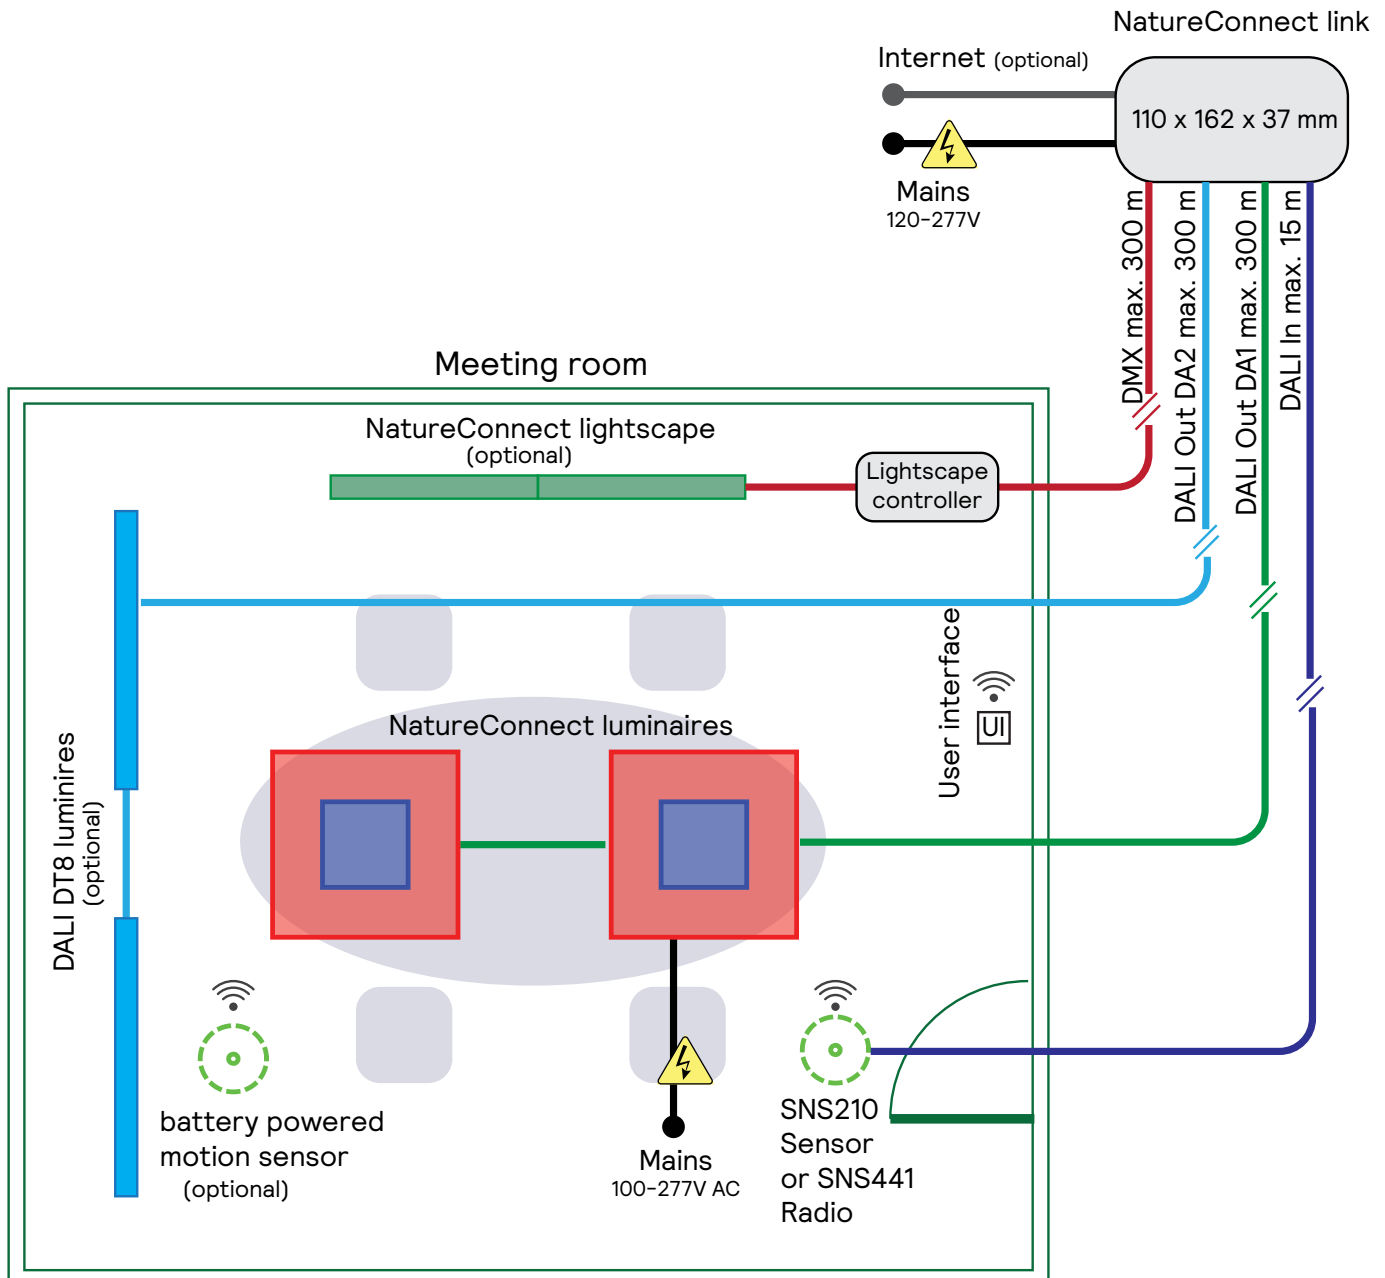 NatureConnect link
Internet (optional)
110 x 162 x 37 mm
Mains
120-277V
DMX max. 300 m
DALI Out DA2 max. 300 m
DALI Out DA1 max. 300 m
DALI In max. 15 m
Meeting room
NatureConnect lightscape
(optional)
Lightscape
controller
User interface
UI
NatureConnect luminaires
DALI DT8 luminires
(optional)
battery powered
motion sensor
(optional)
Mains
100-277V AC
SNS210
Sensor
or SNS441
Radio